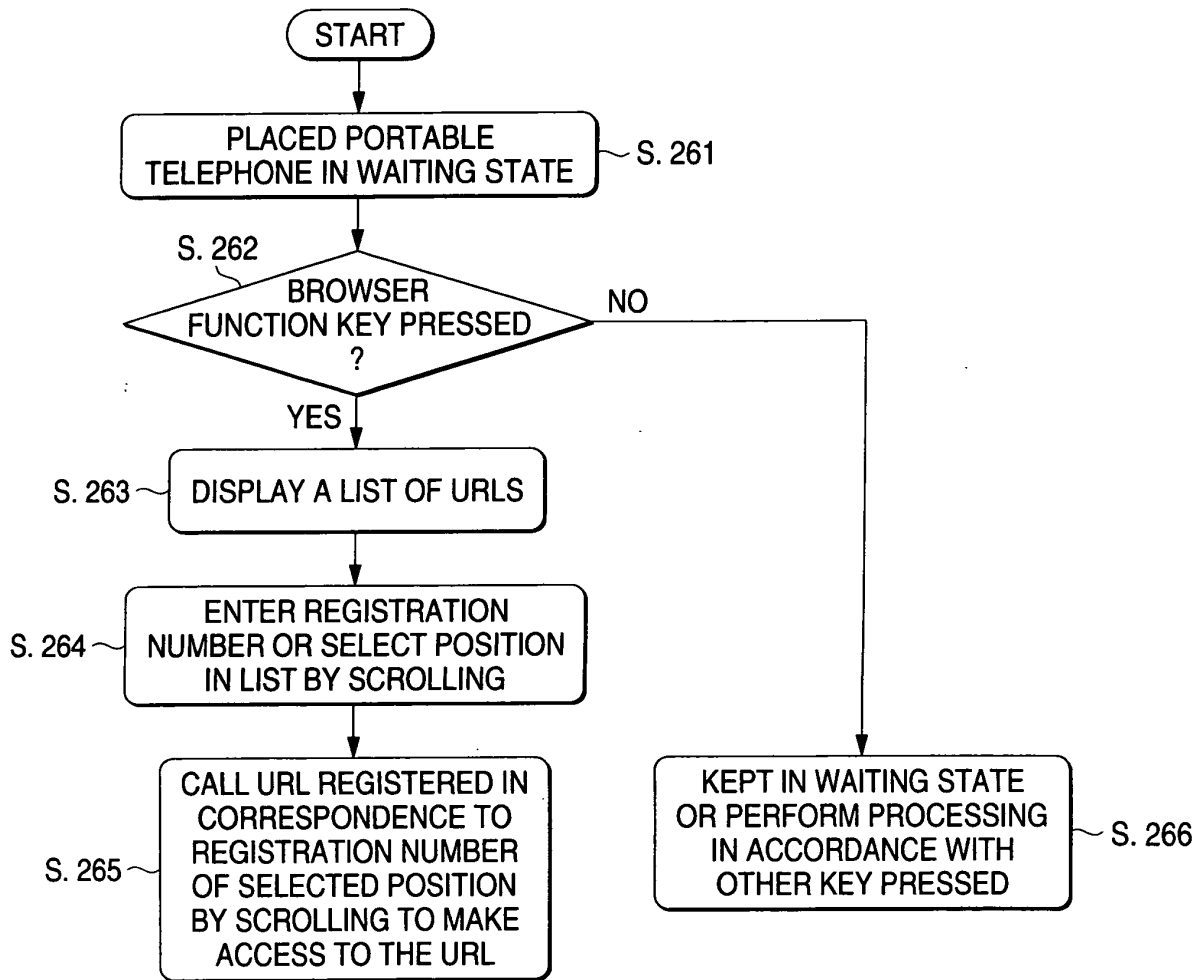 START
PLACED PORTABLE
TELEPHONE IN WAITING STATE
S. 261
S. 262
BROWSER
FUNCTION KEY PRESSED
?
NO
YES
S. 263
DISPLAY A LIST OF URLS
S. 264
ENTER REGISTRATION
NUMBER OR SELECT POSITION
IN LIST BY SCROLLING
S. 265
CALL URL REGISTERED IN
CORRESPONDENCE TO
REGISTRATION NUMBER
OF SELECTED POSITION
BY SCROLLING TO MAKE
ACCESS TO THE URL
KEPT IN WAITING STATE
OR PERFORM PROCESSING
IN ACCORDANCE WITH
OTHER KEY PRESSED
S. 266